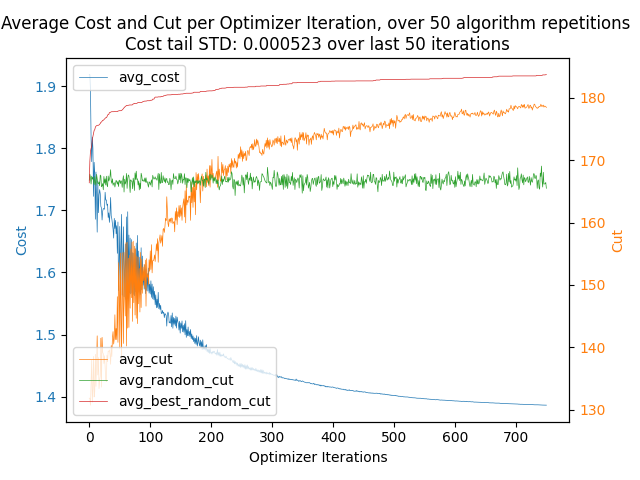 Average Cost and Cut per Optimizer Iteration, over 50 algorithm repetitions
Cost tail STD: 0.000523 over last 50 iterations
avg_cost
1.9
1.8
1.7
1.6
1.5
1.4
Cost
180
170
160
150
140
130
Cut
avg_cut
avg_random_cut
avg_best_random_cut
0 100 200 300 400 500 600 700
Optimizer Iterations